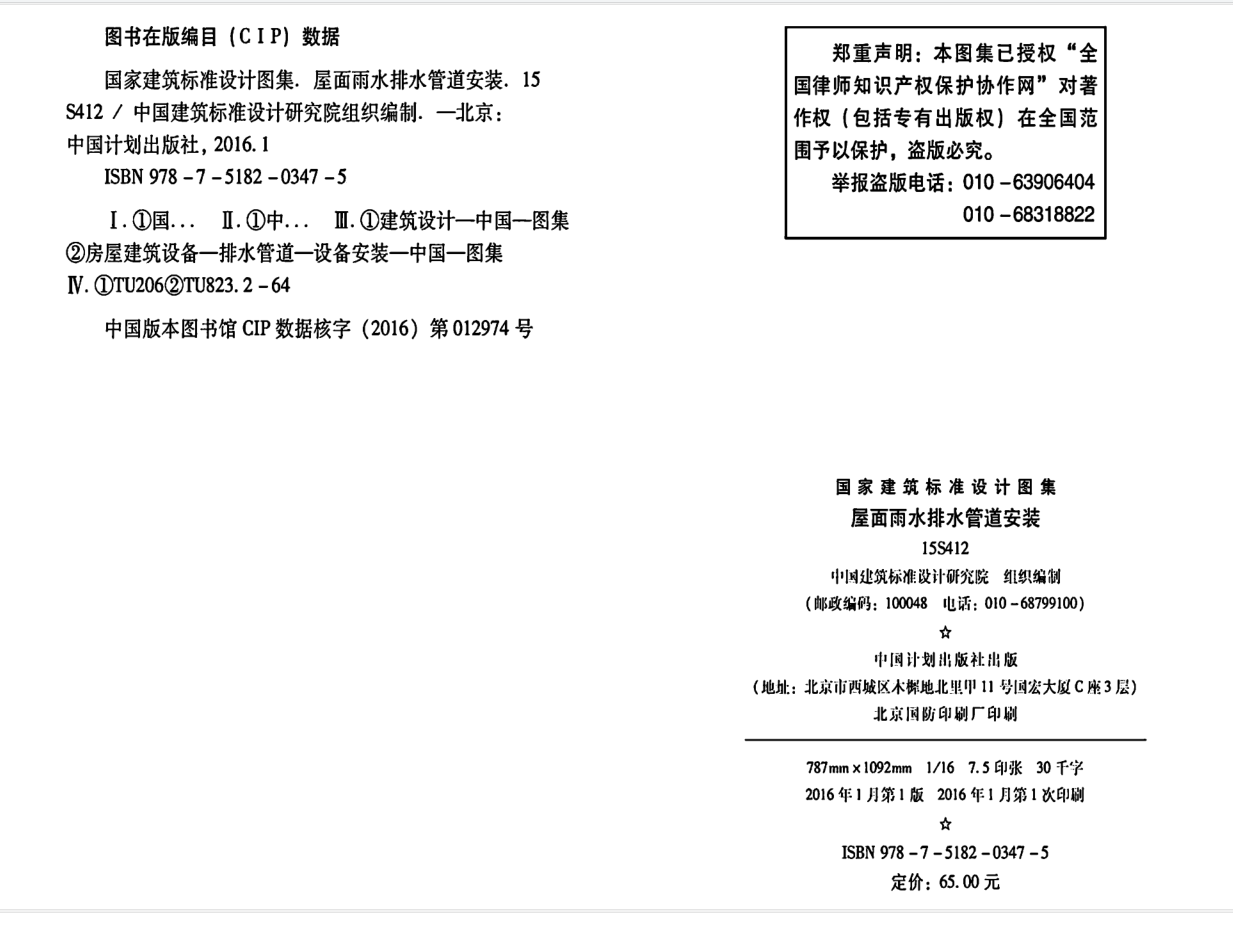 图书在版编目（CIP）数据
国家建筑标准设计图集. 屋面雨水排水管道安装. 15
S412 / 中国建筑标准设计研究院组织编制. —北京：
中国计划出版社，2016.1
ISBN 978－7－5182－0347－5
Ⅰ.①国... Ⅱ.①中... Ⅲ.①建筑设计—中国—图集
②房屋建筑设备—排水管道—设备安装—中国—图集
Ⅳ.①TU206②TU823.2－64
中国版本图书馆 CIP 数据核字（2016）第 012974 号
郑重声明：本图集已授权“全
国律师知识产权保护协作网”对著
作权（包括专有出版权）在全国范
围予以保护，盗版必究。
举报盗版电话：010－63906404
010－68318822
国家建筑标准设计图集
屋面雨水排水管道安装
15S412
中国建筑标准设计研究院 组织编制
（邮政编码：100048 电话：010－68799100）
☆
中国计划出版社出版
（地址：北京市西城区木樨地北里甲 11 号国宏大厦 C 座 3 层）
北京国防印刷厂印刷
787mm×1092mm 1/16 7.5 印张 30 千字
2016 年 1 月第 1 版 2016 年 1 月第 1 次印刷
☆
ISBN 978－7－5182－0347－5
定价：65.00 元